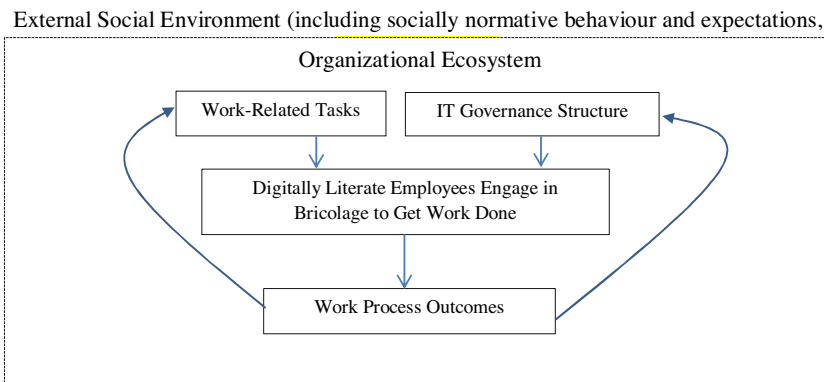 External Social Environment (including socially normative behaviour and expectations,
Organizational Ecosystem
Work-Related Tasks
IT Governance Structure
Digitally Literate Employees Engage in
Bricolage to Get Work Done
Work Process Outcomes